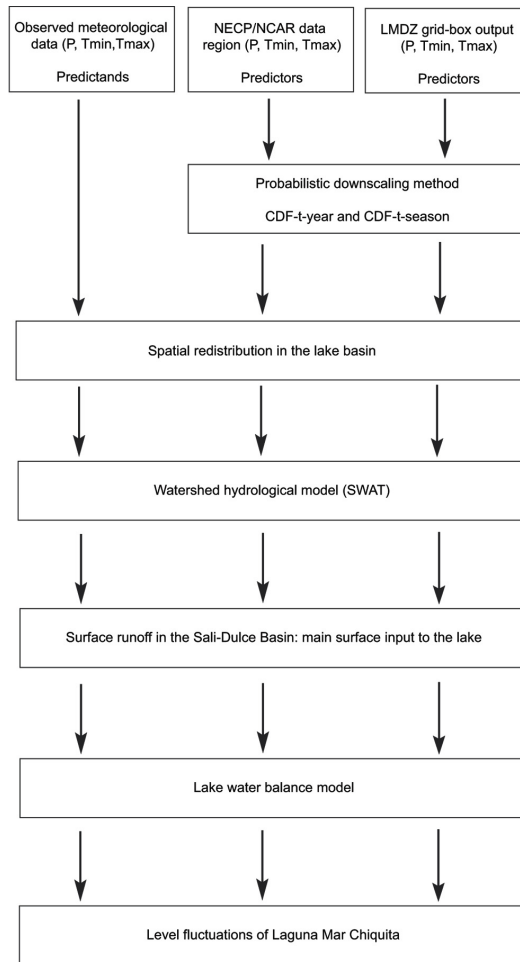 Observed meteorological
data (P, Tmin,Tmax)
Predictands
NECP/NCAR data
region (P, Tmin, Tmax)
Predictors
LMDZ grid-box output
(P, Tmin, Tmax)
Predictors
Probabilistic downscaling method
CDF-t-year and CDF-t-season
Spatial redistribution in the lake basin
Watershed hydrological model (SWAT)
Surface runoff in the Sali-Dulce Basin: main surface input to the lake
Lake water balance model
Level fluctuations of Laguna Mar Chiquita